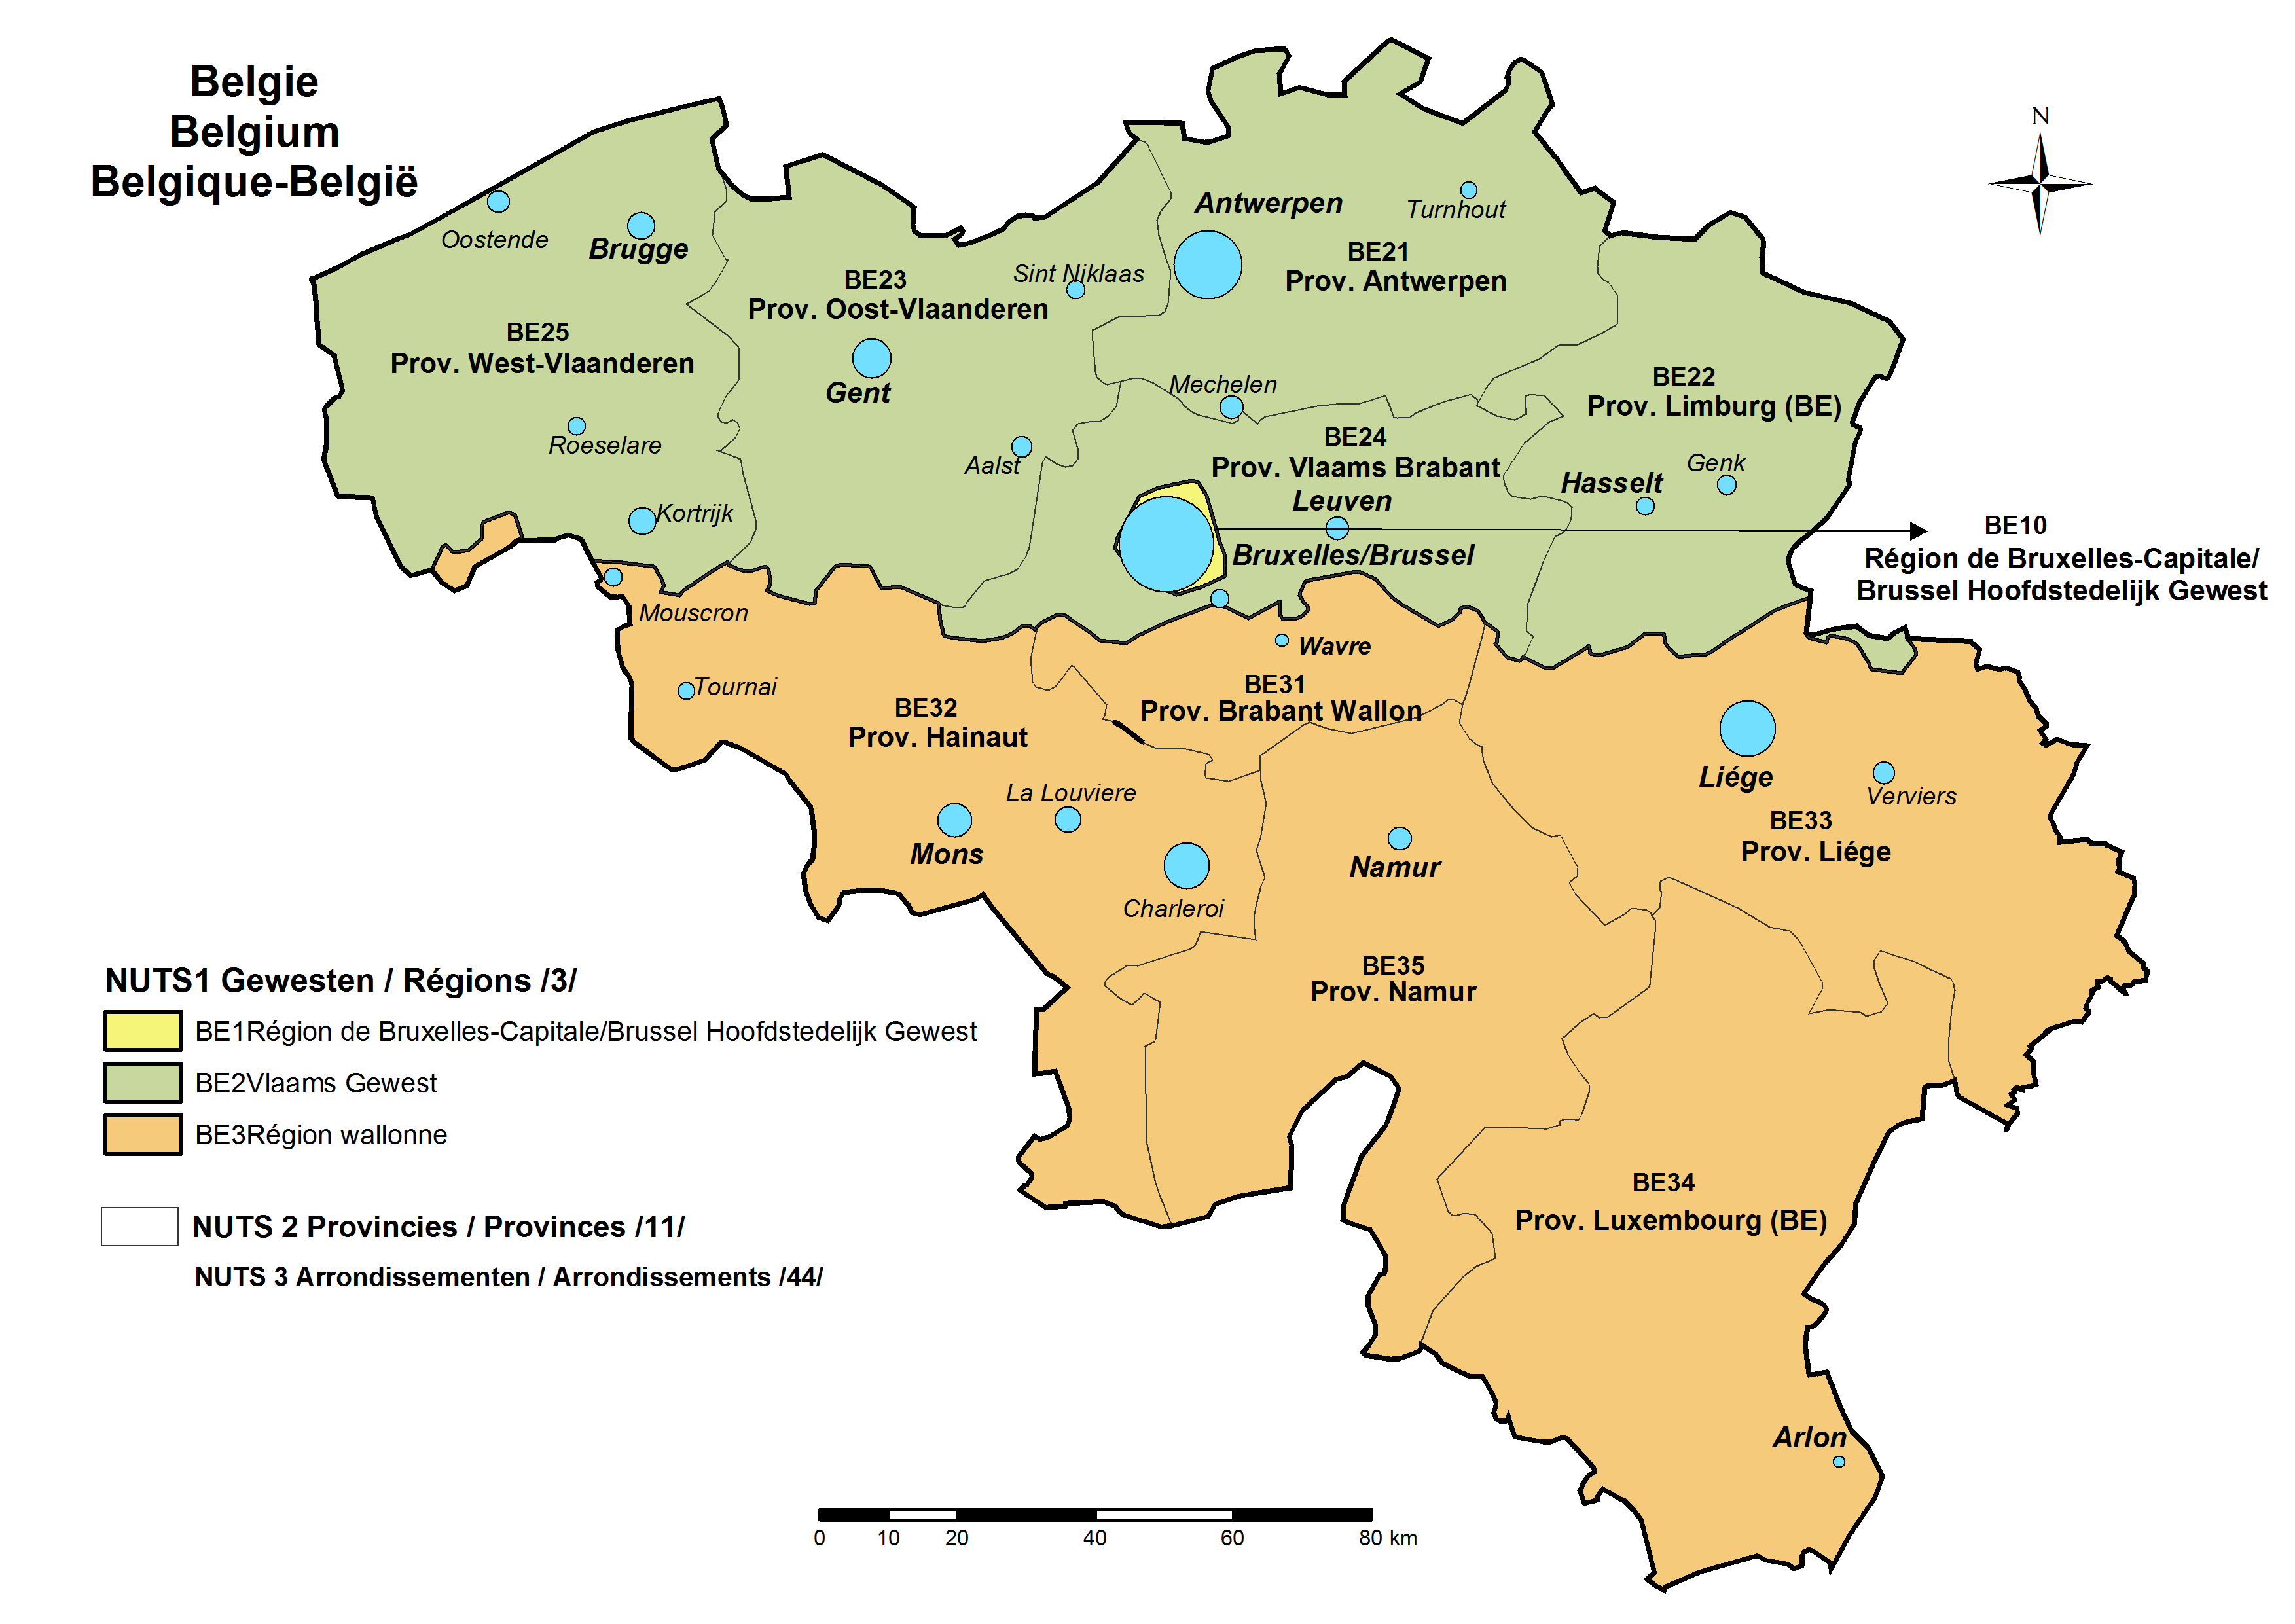 Belgie
Belgium
Belgique-België
N
Antwerpen
Turnhout
Oostende
Brugge
BE21
Prov. Antwerpen
Sint Niklaas
BE23
Prov. Oost-Vlaanderen
BE25
Prov. West-Vlaanderen
Gent
Mechelen
BE22
Prov. Limburg (BE)
Roeselare
Aalst
BE24
Prov. Vlaams Brabant
Leuven
Hasselt
Genk
Kortrijk
Bruxelles/Brussel
BE10
Région de Bruxelles-Capitale/
Brussel Hoofdstedelijk Gewest
Mouscron
Wavre
Tournai
BE31
Prov. Brabant Wallon
BE32
Prov. Hainaut
Liége
Verviers
La Louviere
BE33
Prov. Liége
Mons
Namur
Charleroi
BE35
Prov. Namur
NUTS1 Gewesten / Régions /3/
BE1Région de Bruxelles-Capitale/Brussel Hoofdstedelijk Gewest
BE2Vlaams Gewest
BE3Région wallonne
BE34
Prov. Luxembourg (BE)
NUTS 2 Provincies / Provinces /11/
NUTS 3 Arrondissementen / Arrondissements /44/
Arlon
0 10 20 40 60 80 km